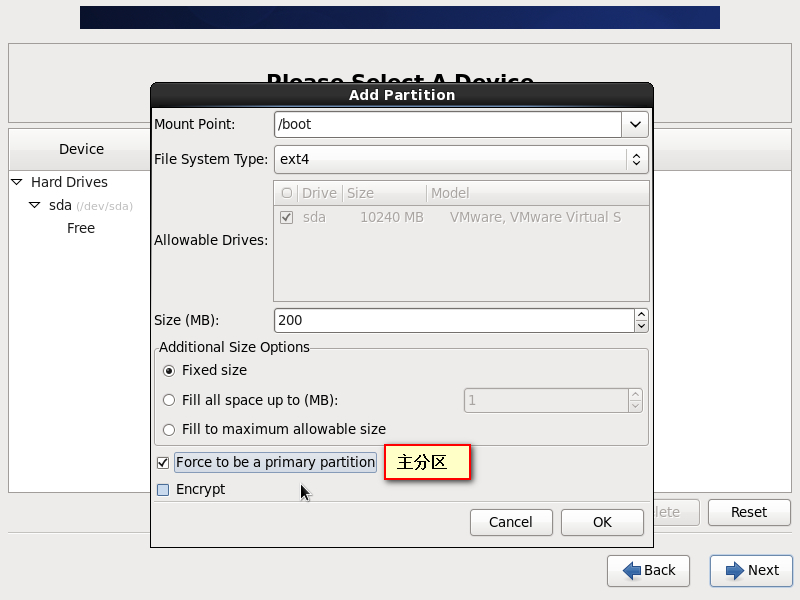 Please Select A Device
Add Partition
Mount Point:
/boot
File System Type:
ext4
Device
Drive Size Model
Hard Drives
sda (/dev/sda)
Free
sda 10240 MB VMware, VMware Virtual S
Allowable Drives:
Size (MB):
200
Additional Size Options
Fixed size
Fill all space up to (MB):
1
Fill to maximum allowable size
Force to be a primary partition
主分区
Encrypt
Cancel
OK
Reset
Back
Next